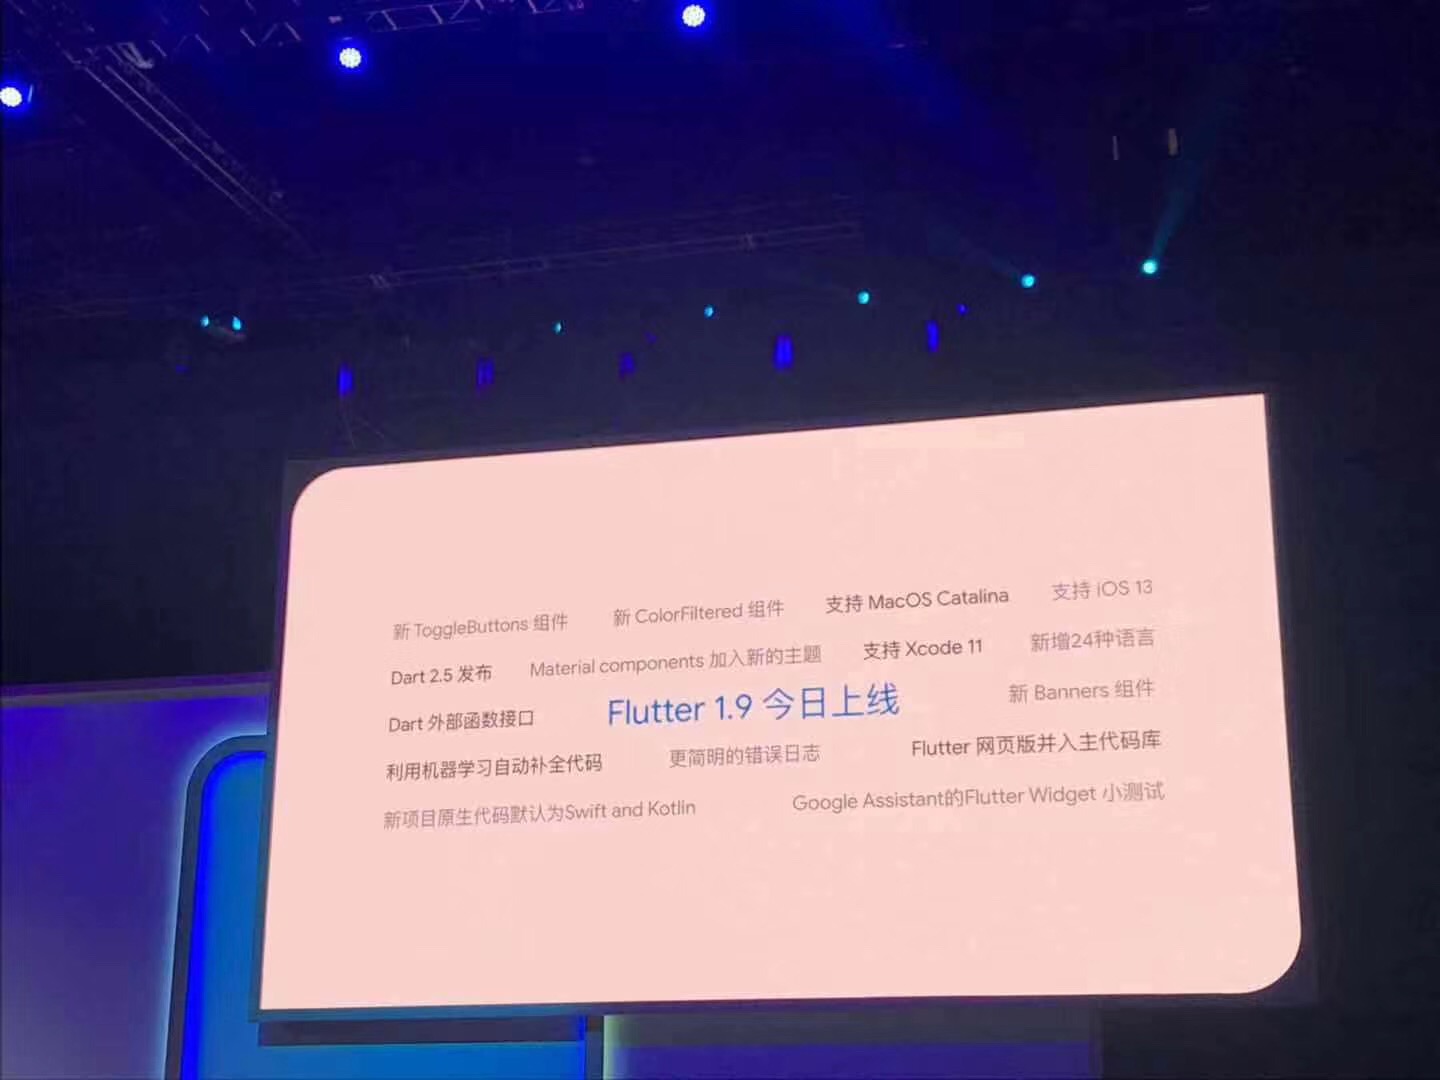 新 ToggleButtons 组件 新 ColorFiltered 组件 支持 MacOS Catalina 支持 iOS 13
Dart 2.5 发布 Material components 加入新的主题 支持 Xcode 11 新增24种语言
Dart 外部函数接口 Flutter 1.9 今日上线 新 Banners 组件
利用机器学习自动补全代码 更简明的错误日志 Flutter 网页版并入主代码库
新项目原生代码默认为Swift and Kotlin Google Assistant的Flutter Widget 小测试